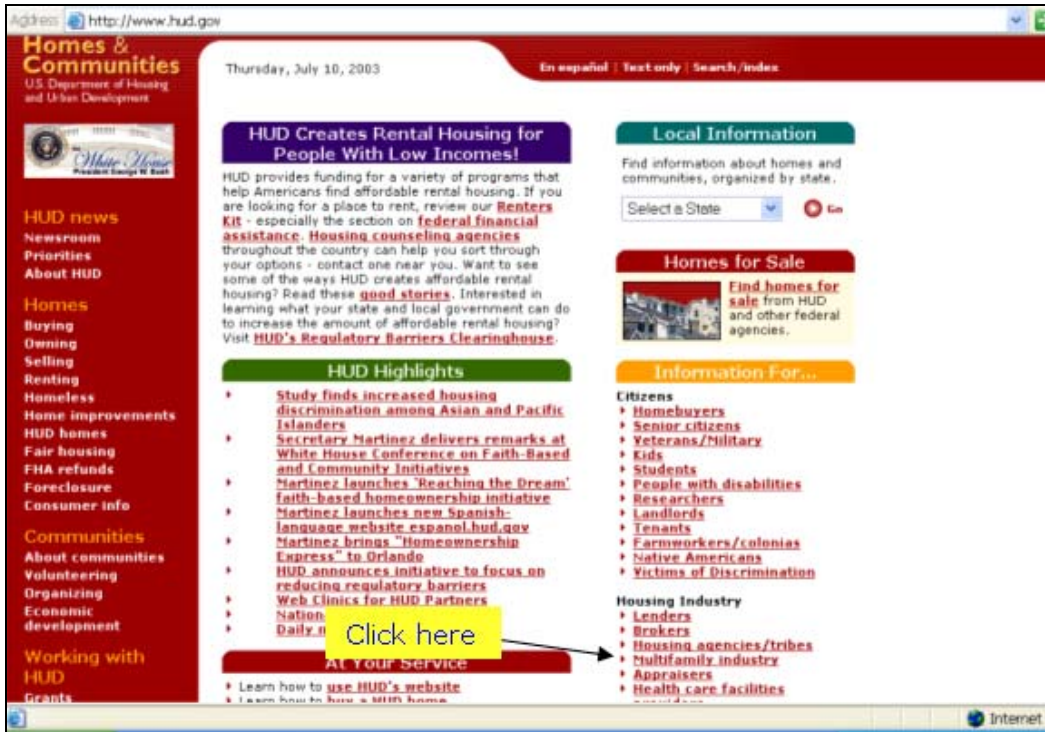 Address http://www.hud.gov
Homes &
Communities
U.S. Department of Housing
and Urban Development
Thursday, July 10, 2003
En español | Text only | Search/index
The
White House
President George W. Bush
HUD news
Newsroom
Priorities
About HUD
Homes
Buying
Owning
Selling
Renting
Homeless
Home improvements
HUD homes
Fair housing
FHA refunds
Foreclosure
Consumer info
Communities
About communities
Volunteering
Organizing
Economic
development
Working with
HUD
Grants
HUD Creates Rental Housing for
People With Low Incomes!
HUD provides funding for a variety of programs that
help Americans find affordable rental housing. If you
are looking for a place to rent, review our Renters
Kit - especially the section on federal financial
assistance. Housing counseling agencies
throughout the country can help you sort through
your options - contact one near you. Want to see
some of the ways HUD creates affordable rental
housing? Read these good stories. Interested in
learning what your state and local government can do
to increase the amount of affordable rental housing?
Visit HUD's Regulatory Barriers Clearinghouse.
HUD Highlights
Study finds increased housing
discrimination among Asian and Pacific
Islanders
Secretary Martinez delivers remarks at
White House Conference on Faith-Based
and Community Initiatives
Martinez launches 'Reaching the Dream'
faith-based homeownership initiative
Martinez launches new Spanish-
language website espanol.hud.gov
Martinez brings "Homeownership
Express" to Orlando
HUD announces initiative to focus on
reducing regulatory barriers
Web Clinics for HUD Partners
Nation
Daily
Click here
At Your Service
Learn how to use HUD's website
Learn how to buy a HUD home
Local Information
Find information about homes and
communities, organized by state.
Select a State
Go
Homes for Sale
Find homes for
sale from HUD
and other federal
agencies.
Information For...
Citizens
Homebuyers
Senior citizens
Veterans/Military
Kids
Students
People with disabilities
Researchers
Landlords
Tenants
Farmworkers/colonias
Native Americans
Victims of Discrimination
Housing Industry
Lenders
Brokers
Housing agencies/tribes
Multifamily industry
Appraisers
Health care facilities
providers
Internet